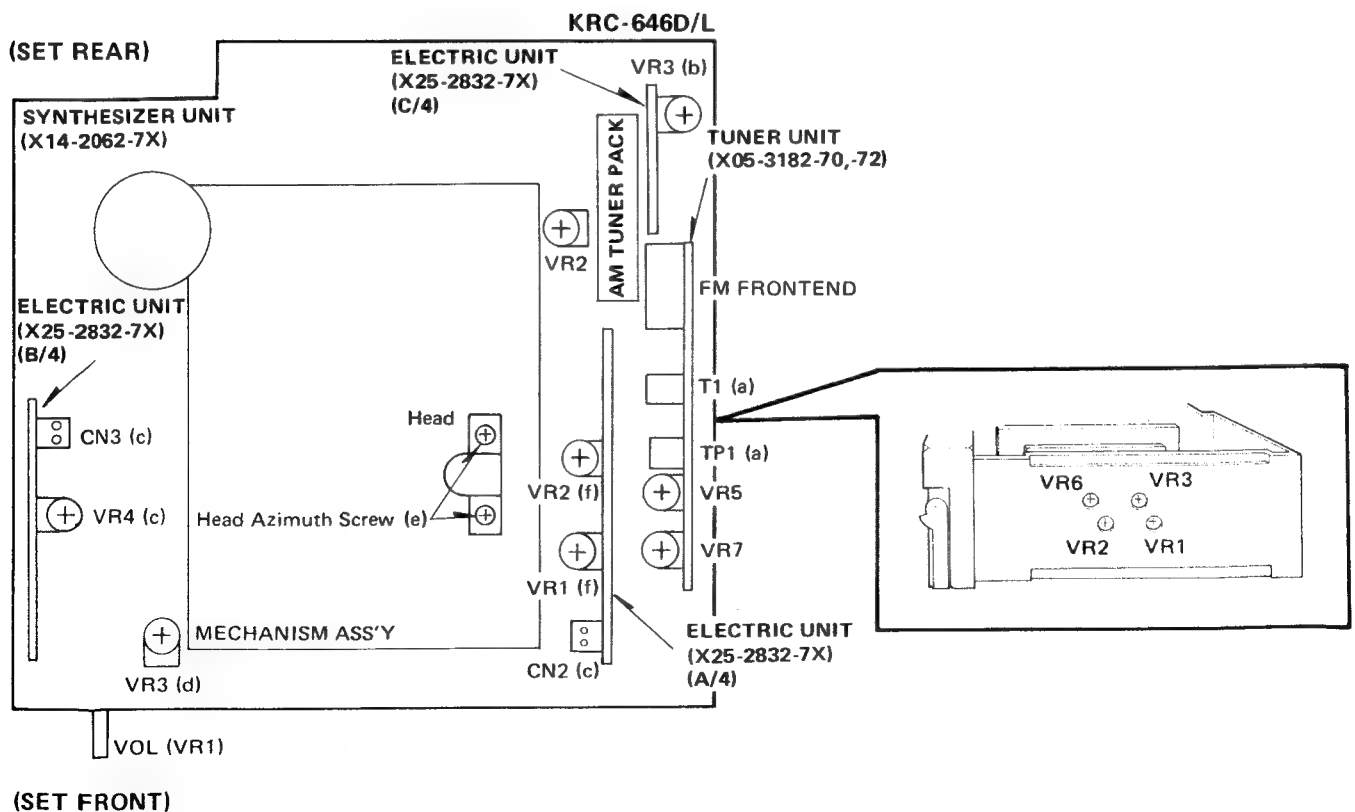 KRC-646D/L
(SET REAR)
ELECTRIC UNIT
(X25-2832-7X)
(C/4)
VR3 (b)
SYNTHESIZER UNIT
(X14-2062-7X)
AM TUNER PACK
TUNER UNIT
(X05-3182-70,-72)
VR2
FM FRONTEND
ELECTRIC UNIT
(X25-2832-7X)
(B/4)
T1 (a)
Head
CN3 (c)
TP1 (a)
VR2 (f)
VR5
Head Azimuth Screw (e)
VR4 (c)
VR7
VR1 (f)
MECHANISM ASS'Y
ELECTRIC UNIT
(X25-2832-7X)
(A/4)
CN2 (c)
VR3 (d)
VOL (VR1)
(SET FRONT)
VR6
VR3
VR2
VR1